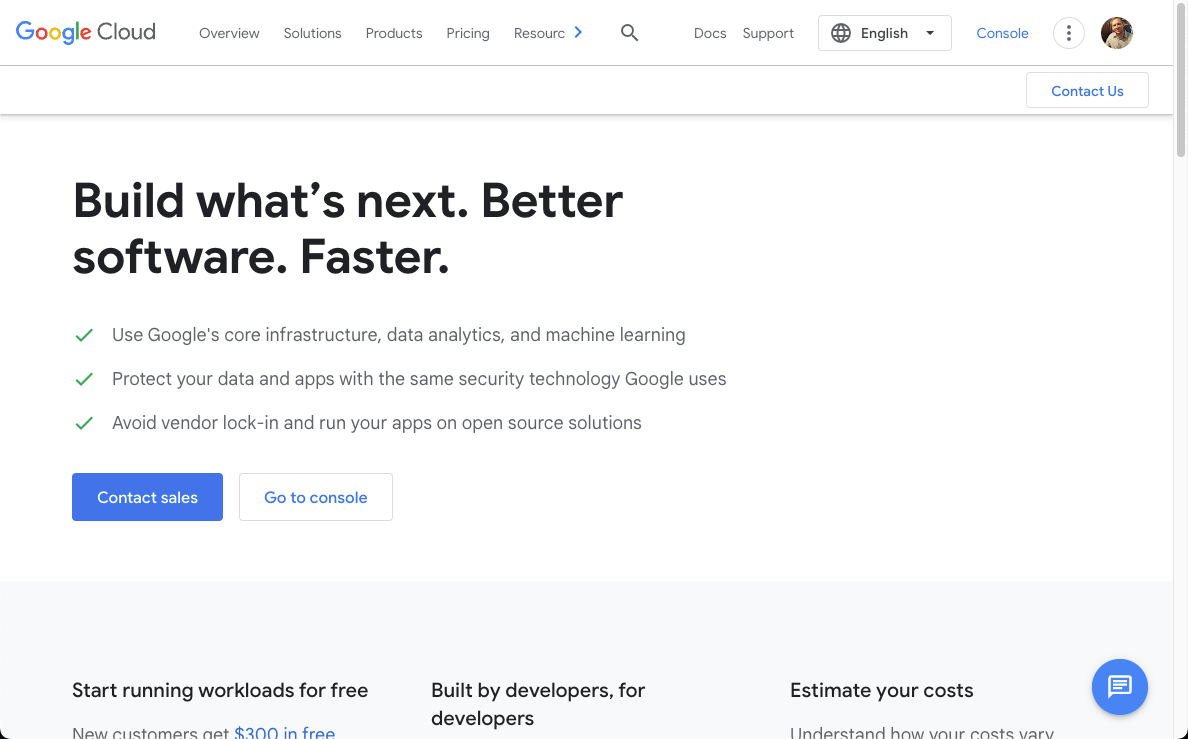 Google Cloud
Overview
Solutions
Products
Pricing
Resourc
Docs
Support
English
Console
Contact Us
Build what’s next. Better
software. Faster.
Use Google's core infrastructure, data analytics, and machine learning
Protect your data and apps with the same security technology Google uses
Avoid vendor lock-in and run your apps on open source solutions
Contact sales
Go to console
Start running workloads for free
New customers get $300 in free
Built by developers, for
developers
Estimate your costs
Understand how your costs vary